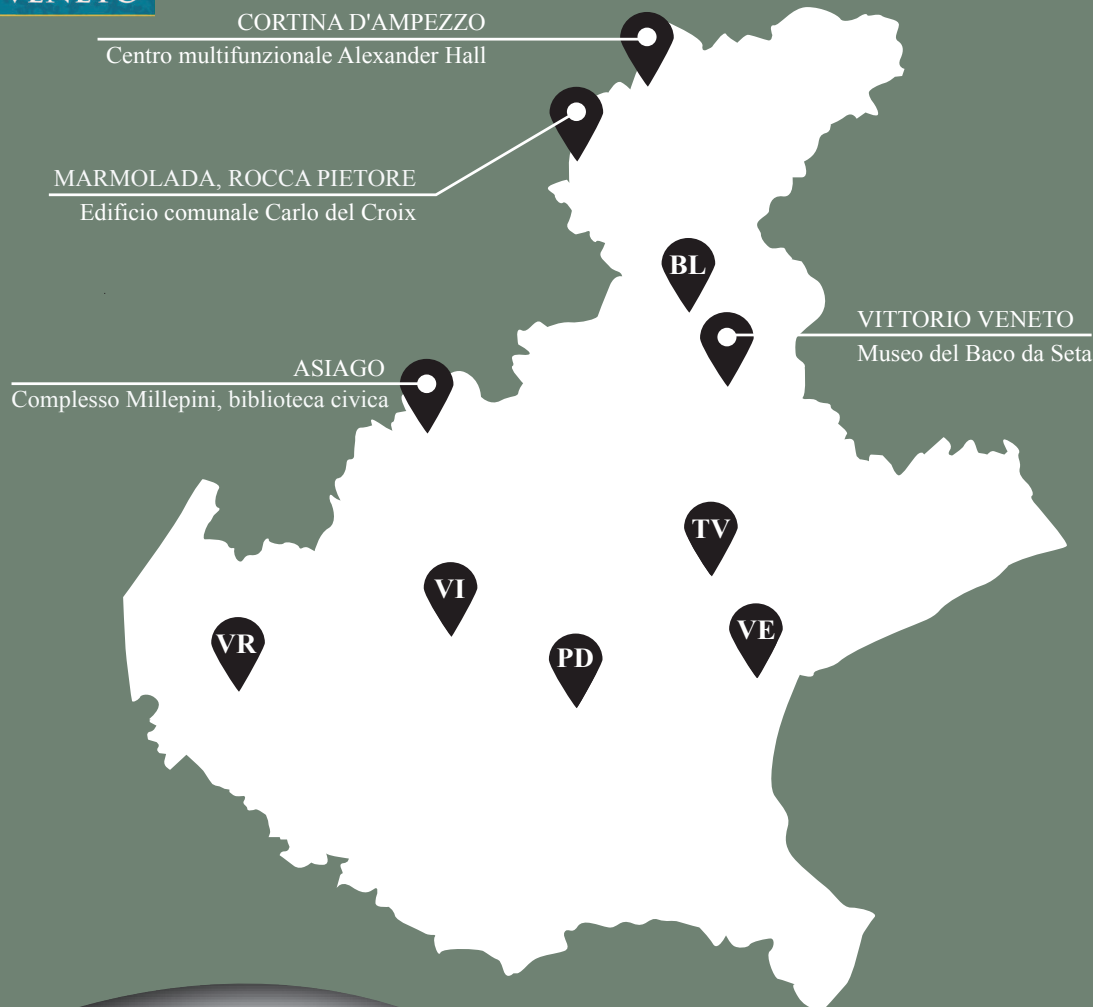 VENETO
CORTINA D'AMPEZZO
Centro multifunzionale Alexander Hall
MARMOLADA, ROCCA PIETORE
Edificio comunale Carlo del Croix
BL
VITTORIO VENETO
Museo del Baco da Seta
ASIAGO
Complesso Millepini, biblioteca civica
TV
VI
VE
VR
PD